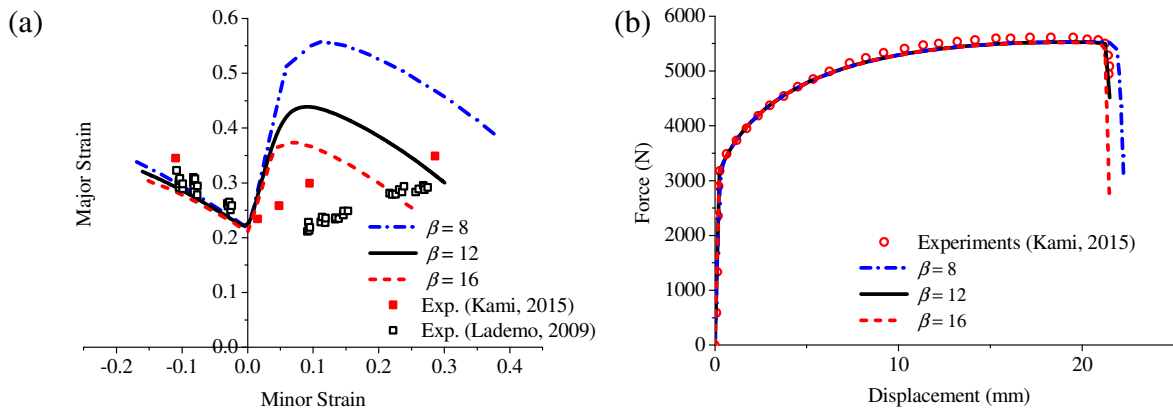 (a)
0.6
0.5
0.4
0.3
0.2
0.1
0.0
Major Strain
β = 8
β = 12
β = 16
Exp. (Kami, 2015)
Exp. (Lademo, 2009)
-0.2 -0.1 0.0 0.1 0.2 0.3 0.4
Minor Strain
(b)
6000
5000
4000
3000
2000
1000
0
Force (N)
Experiments (Kami, 2015)
β = 8
β = 12
β = 16
0 10 20
Displacement (mm)